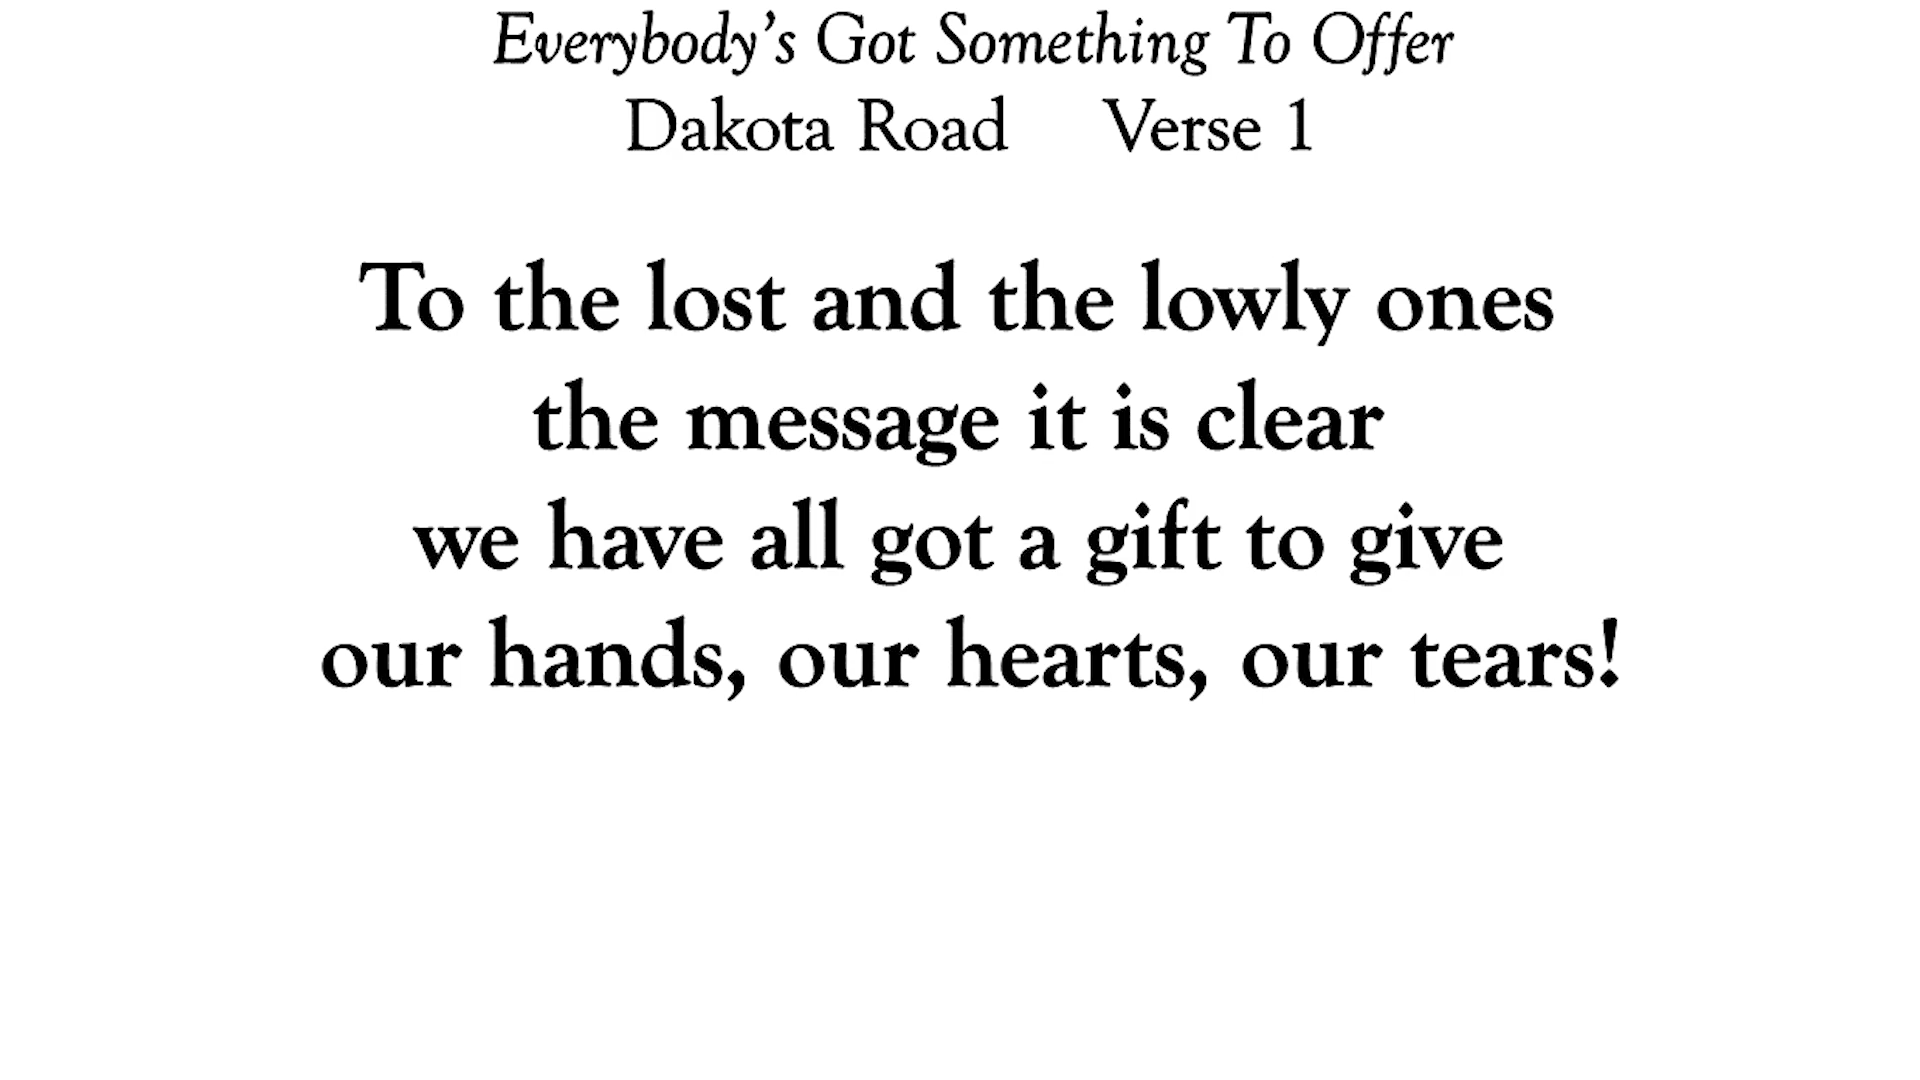 Everybody’s Got Something To Offer
Dakota Road Verse 1
To the lost and the lowly ones
the message it is clear
we have all got a gift to give
our hands, our hearts, our tears!